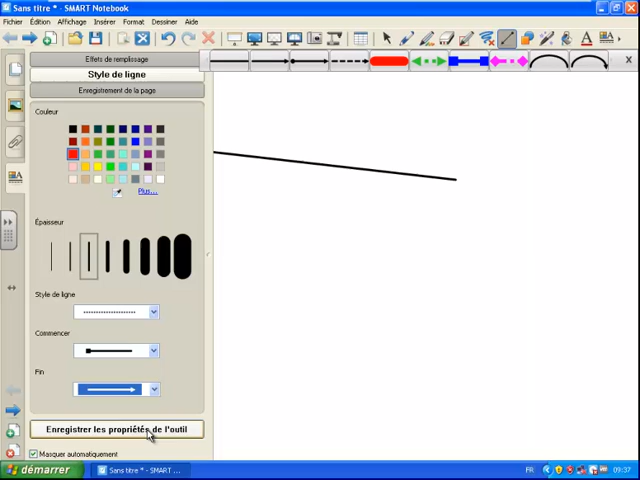 Sans titre * - SMART Notebook
Fichier Édition Affichage Insérer Format Dessiner Aide
Effets de remplissage
Style de ligne
Enregistrement de la page
Couleur
Plus...
Épaisseur
Style de ligne
Commencer
Fin
Enregistrer les propriétés de l'outil
Masquer automatiquement
démarrer
Sans titre * - SMART ...
FR
09:37